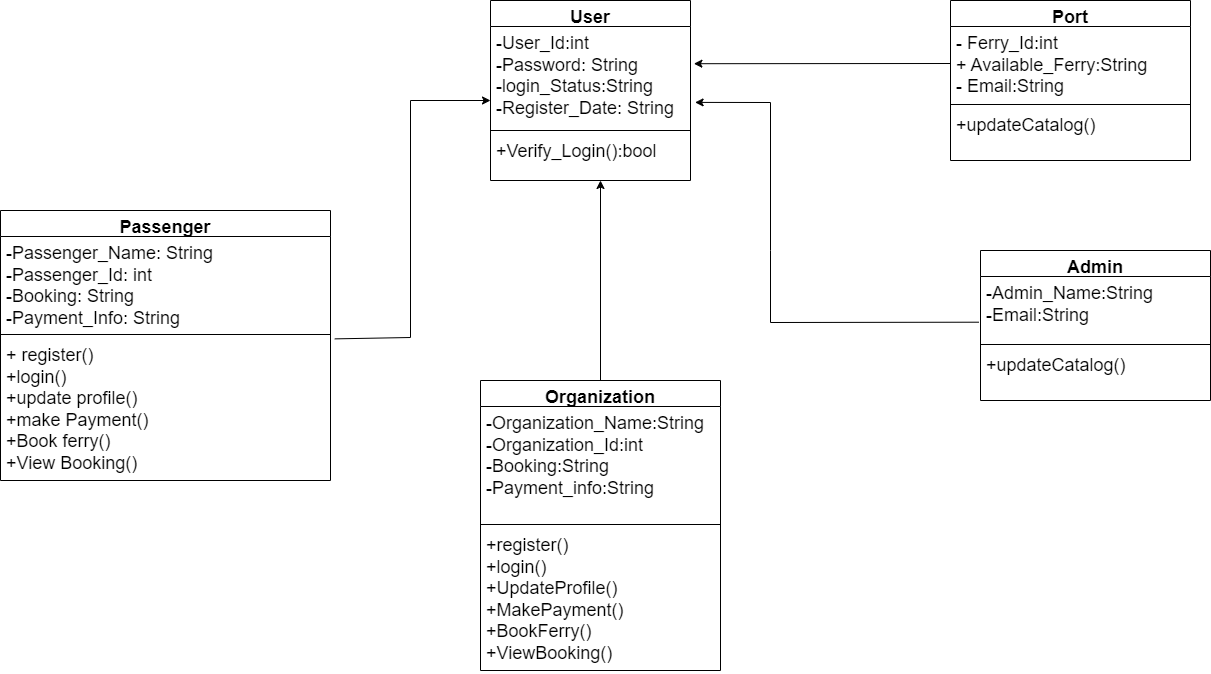 User
-User_Id:int
-Password: String
-login_Status:String
-Register_Date: String
+Verify_Login():bool
Port
- Ferry_Id:int
+ Available_Ferry:String
- Email:String
+updateCatalog()
Passenger
-Passenger_Name: String
-Passenger_Id: int
-Booking: String
-Payment_Info: String
+ register()
+login()
+update profile()
+make Payment()
+Book ferry()
+View Booking()
Admin
-Admin_Name:String
-Email:String
+updateCatalog()
Organization
-Organization_Name:String
-Organization_Id:int
-Booking:String
-Payment_info:String
+register()
+login()
+UpdateProfile()
+MakePayment()
+BookFerry()
+ViewBooking()